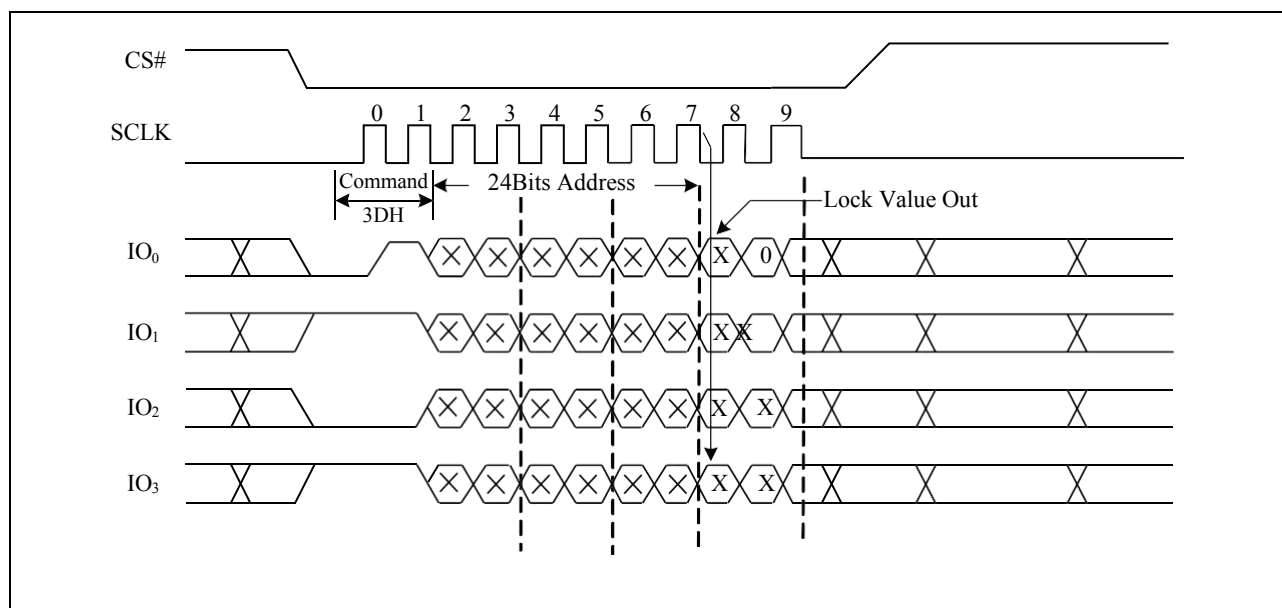 CS#
0 1 2 3 4 5 6 7 8 9
SCLK
Command
24Bits Address
3DH
Lock Value Out
IO0
X X X X X X X 0
IO1
X X X X X X X X
IO2
X X X X X X X X
IO3
X X X X X X X X